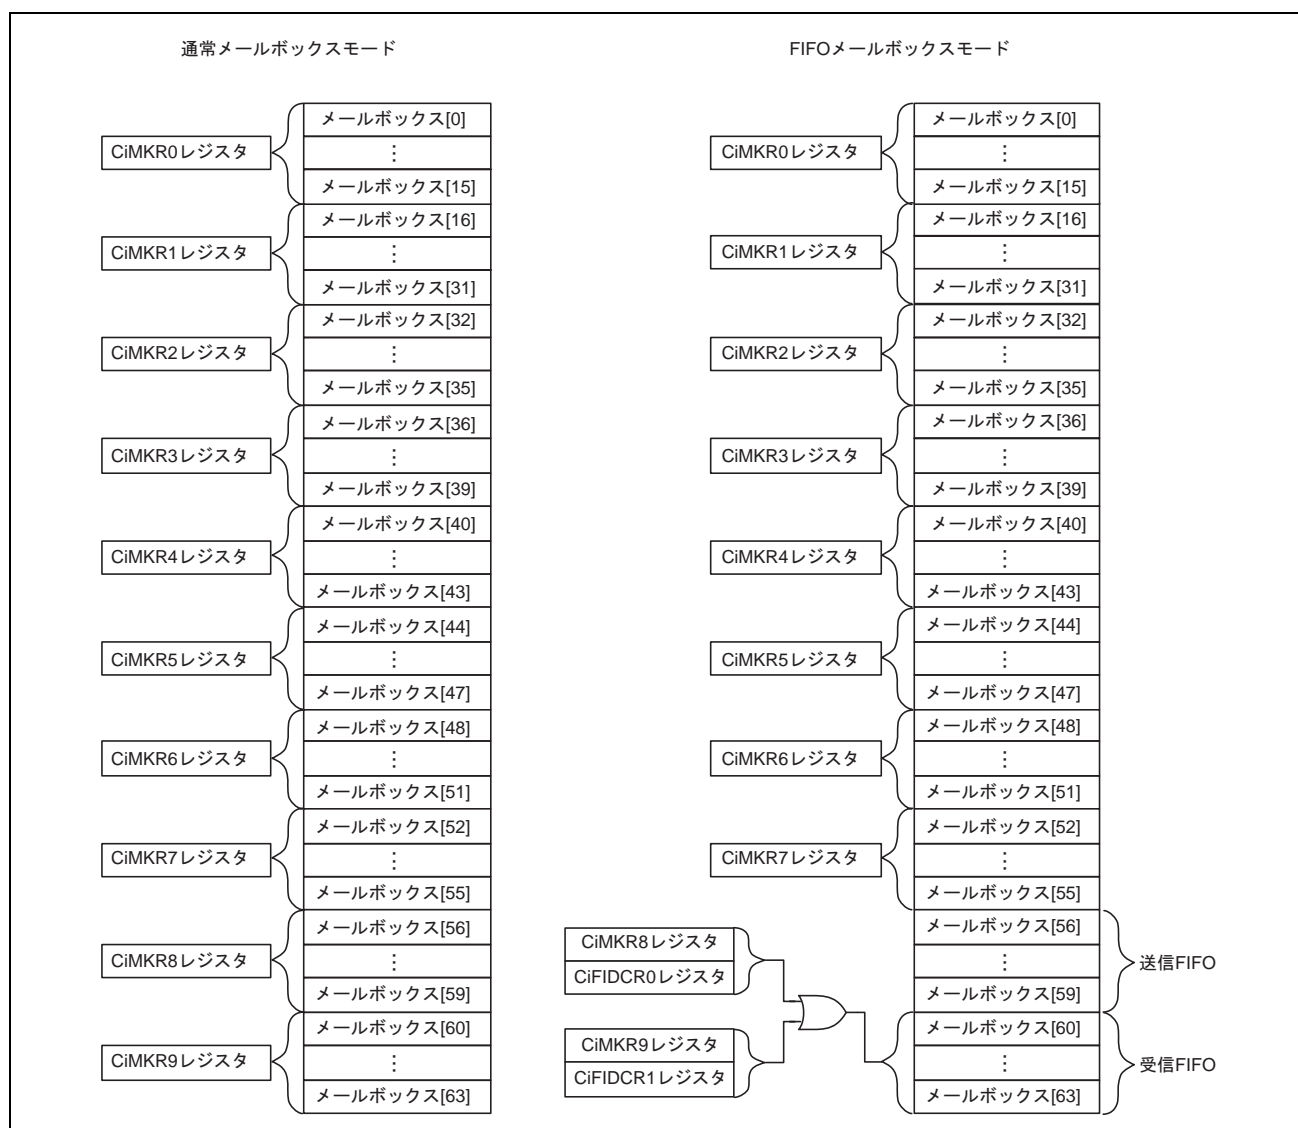 通常メールボックスモード
CiMKR0レジスタ
メールボックス[0]
⋮
メールボックス[15]
CiMKR1レジスタ
メールボックス[16]
⋮
メールボックス[31]
CiMKR2レジスタ
メールボックス[32]
⋮
メールボックス[35]
CiMKR3レジスタ
メールボックス[36]
⋮
メールボックス[39]
CiMKR4レジスタ
メールボックス[40]
⋮
メールボックス[43]
CiMKR5レジスタ
メールボックス[44]
⋮
メールボックス[47]
CiMKR6レジスタ
メールボックス[48]
⋮
メールボックス[51]
CiMKR7レジスタ
メールボックス[52]
⋮
メールボックス[55]
CiMKR8レジスタ
メールボックス[56]
⋮
メールボックス[59]
CiMKR9レジスタ
メールボックス[60]
⋮
メールボックス[63]
FIFOメールボックスモード
CiMKR0レジスタ
メールボックス[0]
⋮
メールボックス[15]
CiMKR1レジスタ
メールボックス[16]
⋮
メールボックス[31]
CiMKR2レジスタ
メールボックス[32]
⋮
メールボックス[35]
CiMKR3レジスタ
メールボックス[36]
⋮
メールボックス[39]
CiMKR4レジスタ
メールボックス[40]
⋮
メールボックス[43]
CiMKR5レジスタ
メールボックス[44]
⋮
メールボックス[47]
CiMKR6レジスタ
メールボックス[48]
⋮
メールボックス[51]
CiMKR7レジスタ
メールボックス[52]
⋮
メールボックス[55]
CiMKR8レジスタ
CiFIDCR0レジスタ
メールボックス[56]
⋮
メールボックス[59]
送信FIFO
CiMKR9レジスタ
CiFIDCR1レジスタ
メールボックス[60]
⋮
メールボックス[63]
受信FIFO